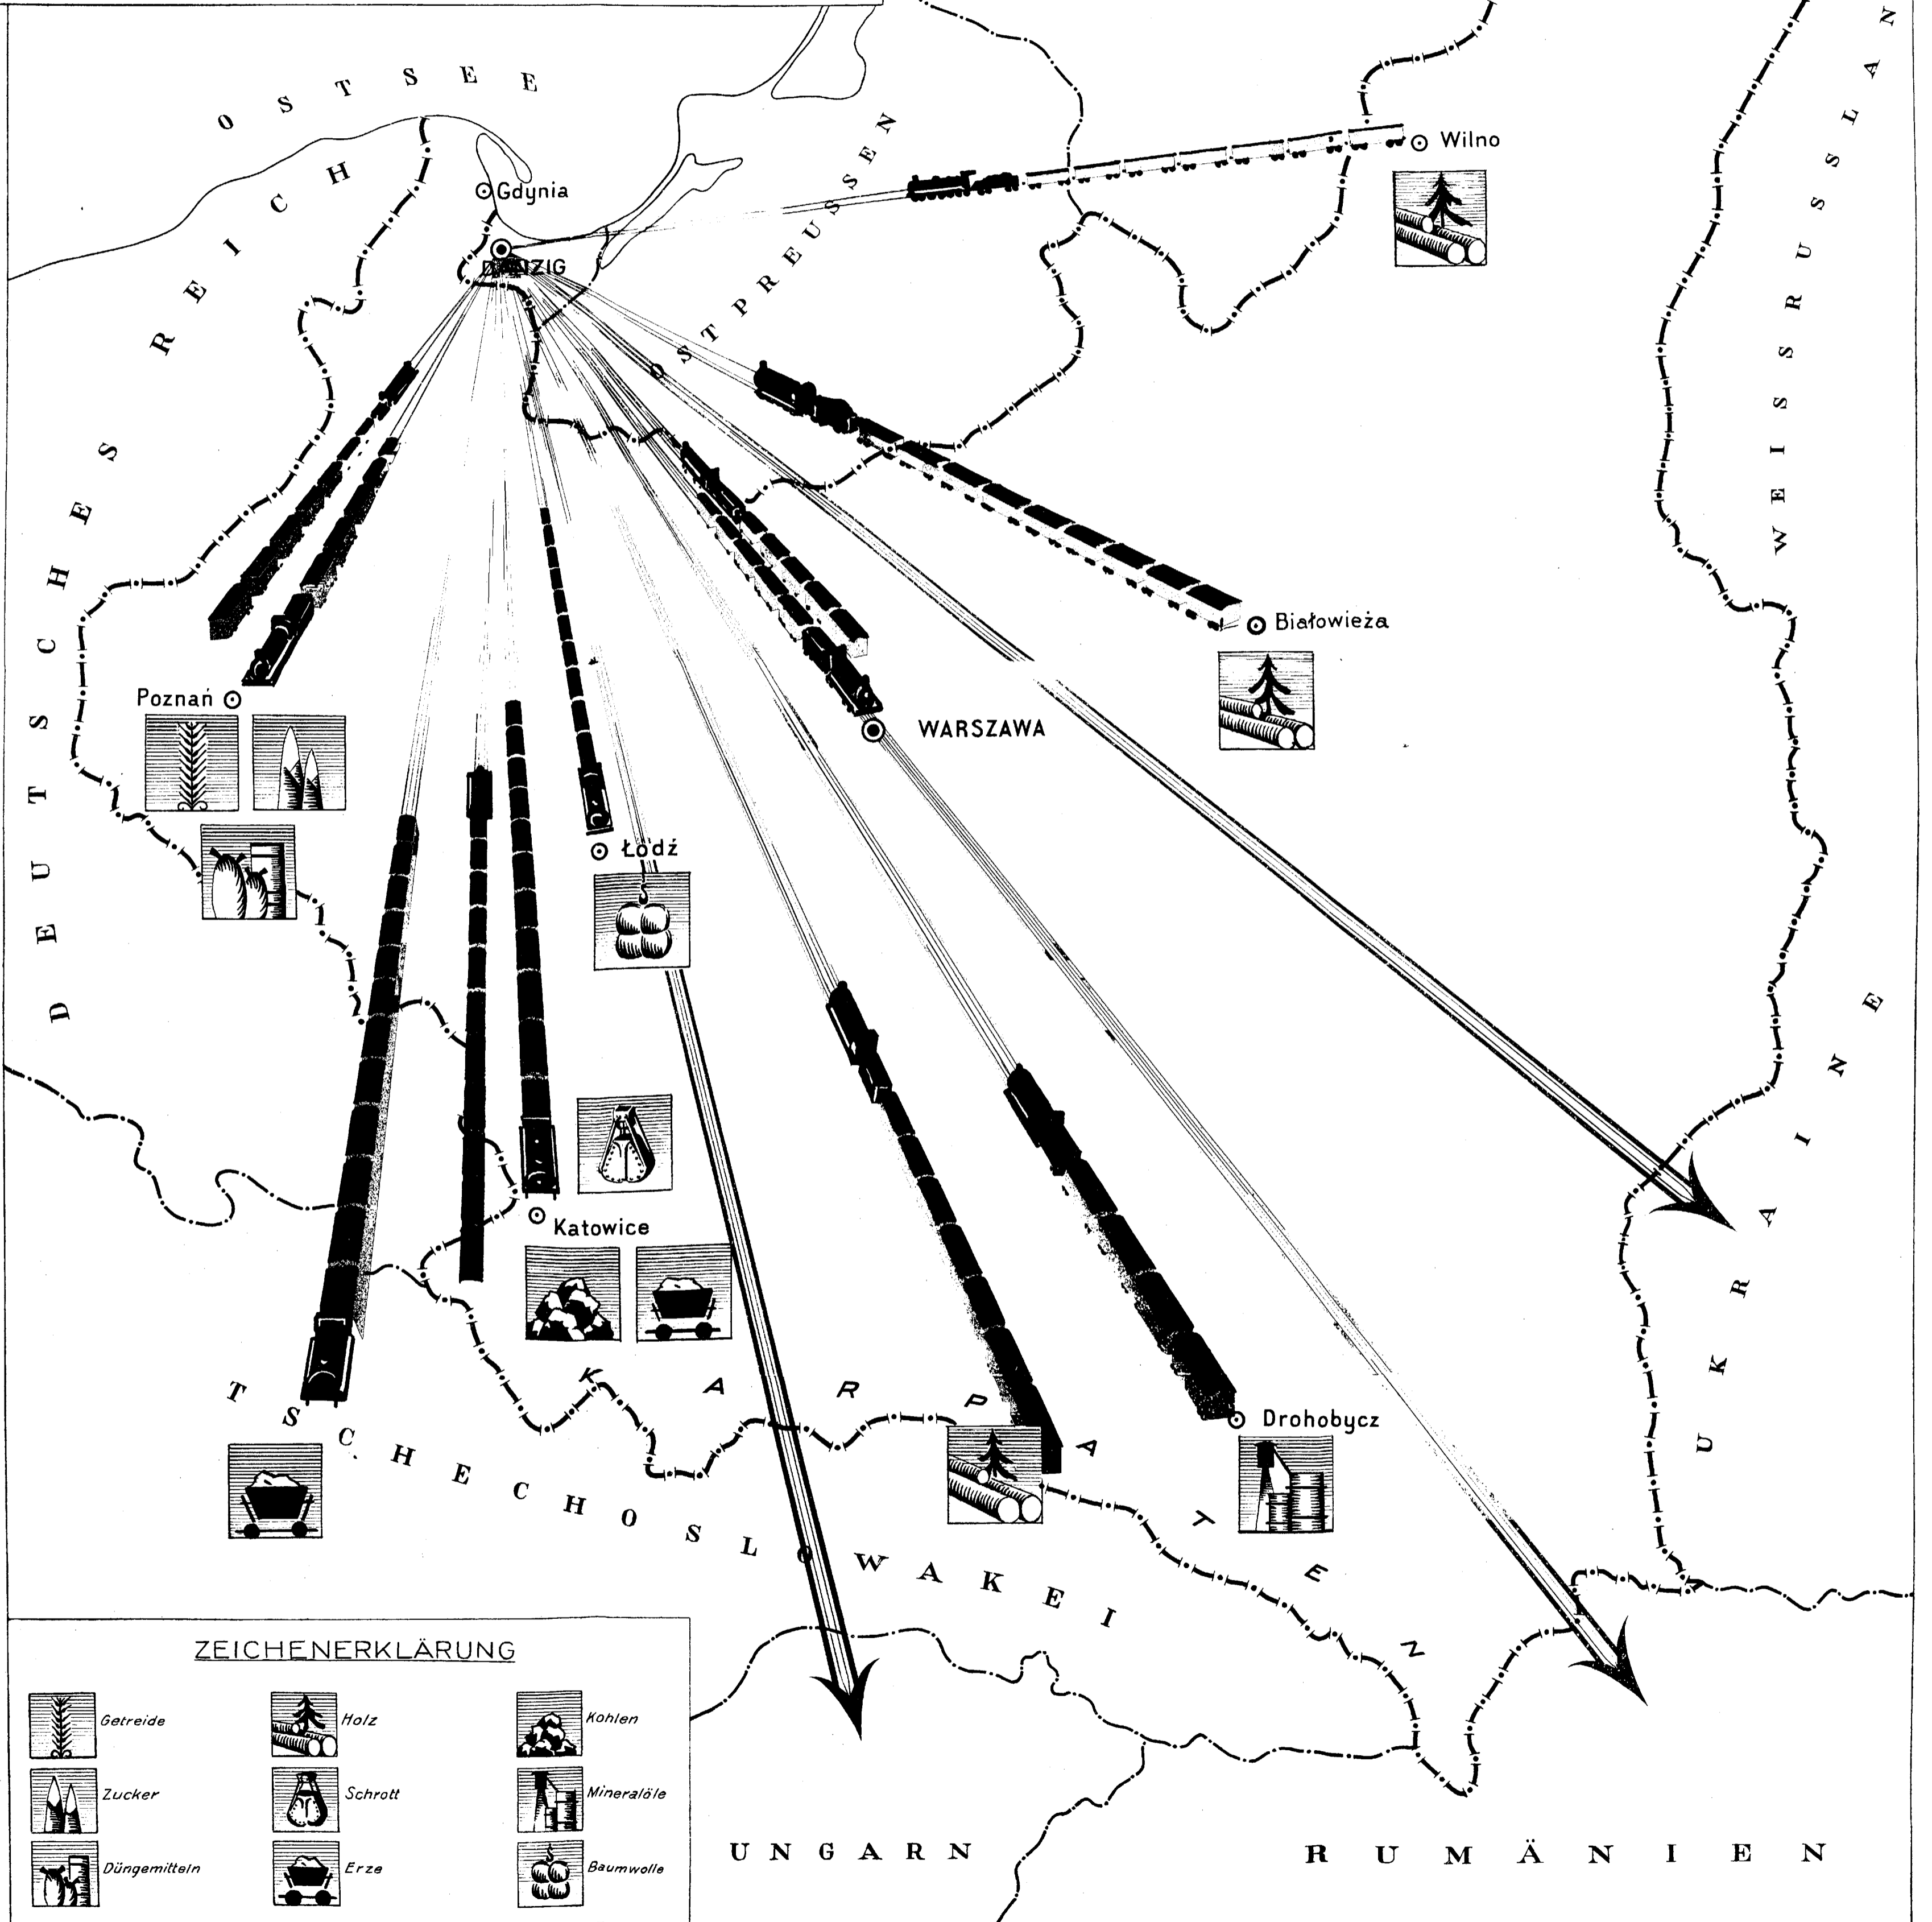 OSTSEE
DEUTSCHES REICH
OSTPREUSSEN
WEISSRUSSLAN
Wilno
Gdynia
DANZIG
Białowieża
Poznań
WARSZAWA
Łódź
Katowice
UKRAINE
KARPATEN
Drohobycz
TSCHECHOSLOWAKEI
Z
ZEICHENERKLÄRUNG
Getreide
Holz
Kohlen
Zucker
Schrott
Mineralöle
Düngemitteln
Erze
Baumwolle
UNGARN
RUMÄNIEN